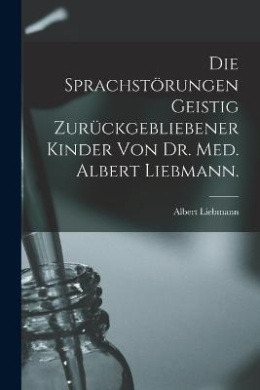 Die
Sprachstörungen
Geistig
Zurückgebliebener
Kinder Von Dr. Med.
Albert Liebmann.
Albert Liebmann